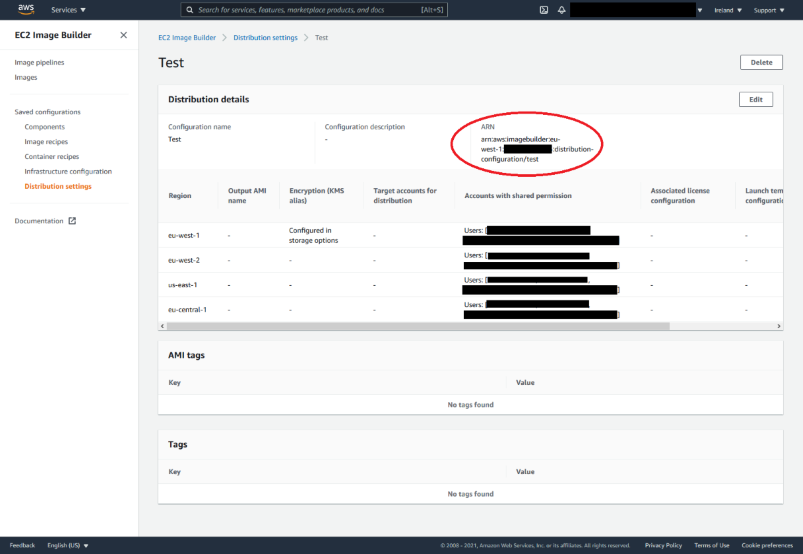 aws
Services
Search for services, features, marketplace products, and docs [Alt+S]
Ireland
Support
EC2 Image Builder
Image pipelines
Images
Saved configurations
Components
Image recipes
Container recipes
Infrastructure configuration
Distribution settings
Documentation
EC2 Image Builder > Distribution settings > Test
Test
Delete
Distribution details
Edit
Configuration name
Test
Configuration description
-
ARN
arn:aws:imagebuilder:eu-
west-1: :distribution-
configuration/test
Region Output AMI name Encryption (KMS alias) Target accounts for distribution Accounts with shared permission Associated license configuration Launch tem configuratio
eu-west-1 - Configured in storage options - Users: [ - -
eu-west-2 - - - Users: [ ] - -
us-east-1 - - - Users: [ , ] - -
eu-central-1 - - - Users: [ , ] - -
AMI tags
Key Value
No tags found
Tags
Key Value
No tags found
Feedback English (US) © 2008 - 2021, Amazon Web Services, Inc. or its affiliates. All rights reserved. Privacy Policy Terms of Use Cookie preferences